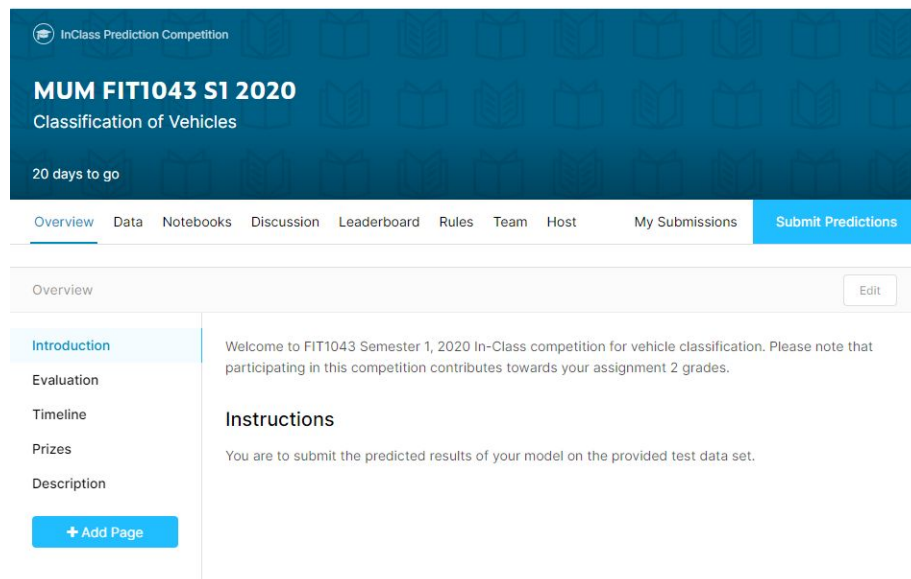 InClass Prediction Competition
MUM FIT1043 S1 2020
Classification of Vehicles
20 days to go
Overview Data Notebooks Discussion Leaderboard Rules Team Host My Submissions Submit Predictions
Overview Edit
Introduction
Evaluation
Timeline
Prizes
Description
+ Add Page
Welcome to FIT1043 Semester 1, 2020 In-Class competition for vehicle classification. Please note that
participating in this competition contributes towards your assignment 2 grades.
Instructions
You are to submit the predicted results of your model on the provided test data set.